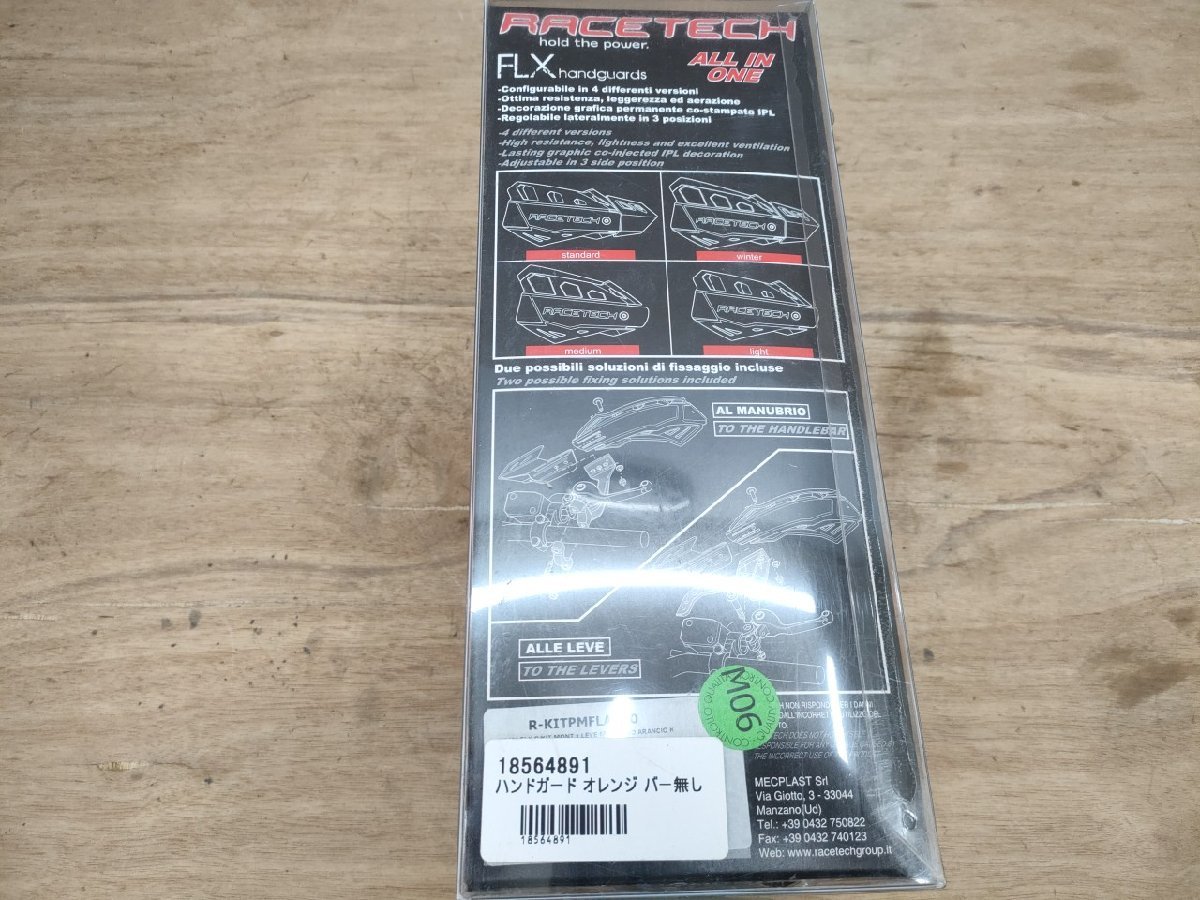 RACETECH
hold the power.
FLX handguards
ALL IN
ONE
-Configurabile in 4 differenti versioni
-Ottima resistenza, leggerezza ed aerazione
-Decorazione grafica permanente co-stampato IPL
-Regolabile lateralmente in 3 posizioni
-4 different versions
-High resistance, lightness and excellent ventilation
-Lasting graphic co-injected IPL decoration
-Adjustable in 3 side position
RACETECH
RACETECH
standard
winter
RACETECH
RACETECH
medium
light
Due possibili soluzioni di fissaggio incluse
Two possible fixing solutions included
AL MANUBRIO
TO THE HANDLEBAR
ALLE LEVE
TO THE LEVERS
M06
R-KITPMFL
18564891
ハンドガード オレンジ バー無し
18564891
MECPLAST Srl
Via Giotto, 3 - 33044
Manzano(Ud)
Tel.: +39 0432 750822
Fax: +39 0432 740123
Web: www.racetechgroup.it